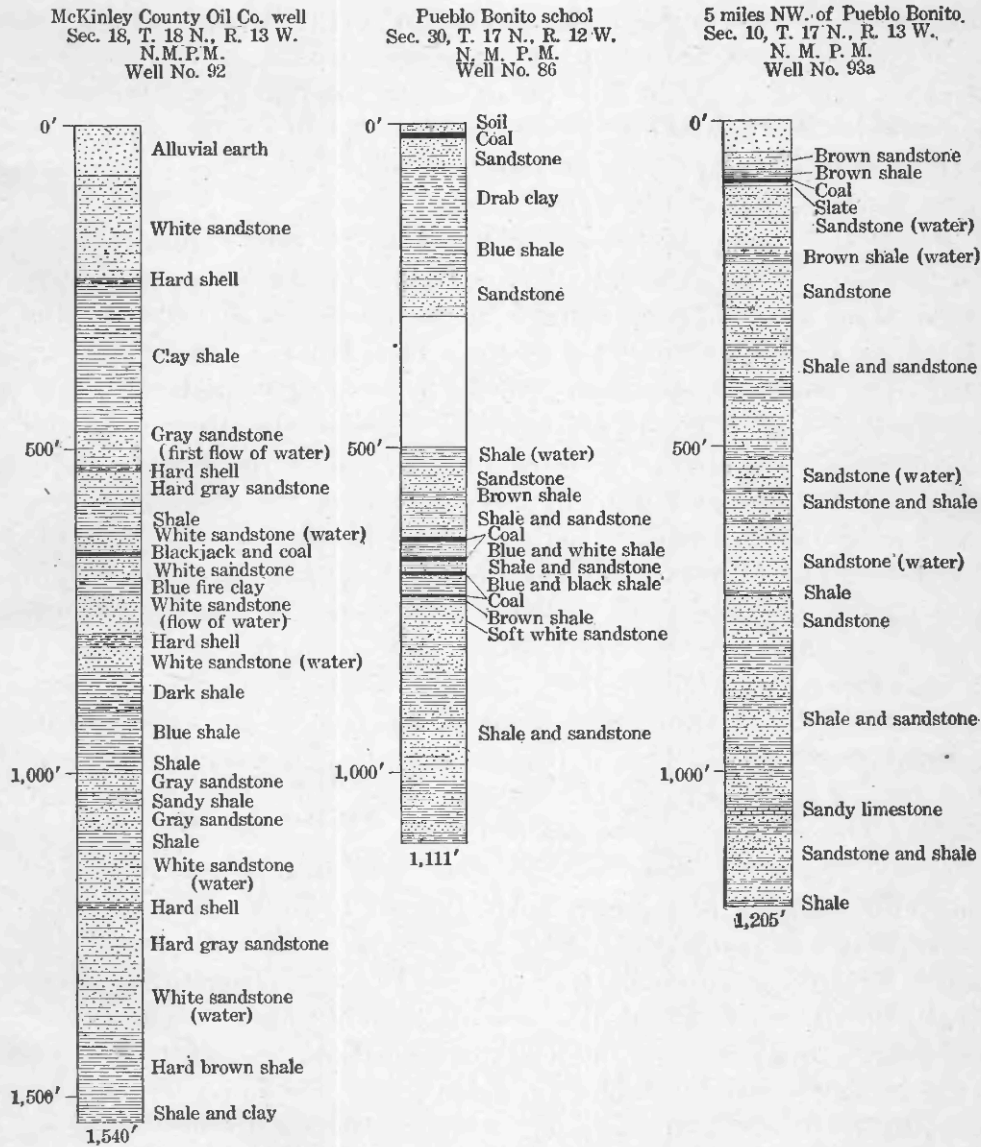 McKinley County Oil Co. well
Sec. 18, T. 18 N., R. 13 W.
N. M. P. M.
Well No. 92
0′
Alluvial earth
White sandstone
Hard shell
Clay shale
Gray sandstone
500′
(first flow of water)
Hard shell
Hard gray sandstone
Shale
White sandstone (water)
Blackjack and coal
White sandstone
Blue fire clay
White sandstone
(flow of water)
Hard shell
White sandstone (water)
Dark shale
Blue shale
Shale
1,000′
Gray sandstone
Sandy shale
Gray sandstone
Shale
White sandstone
(water)
Hard shell
Hard gray sandstone
White sandstone
(water)
Hard brown shale
1,500′
Shale and clay
1,540′
Pueblo Bonito school
Sec. 30, T. 17 N., R. 12 W.
N. M. P. M.
Well No. 86
0′
Soil
Coal
Sandstone
Drab clay
Blue shale
Sandstone
500′
Shale (water)
Sandstone
Brown shale
Shale and sandstone
Coal
Blue and white shale
Shale and sandstone
Blue and black shale
Coal
Brown shale
Soft white sandstone
Shale and sandstone
1,000′
1,111′
5 miles NW. of Pueblo Bonito.
Sec. 10, T. 17 N., R. 13 W.
N. M. P. M.
Well No. 93a
0′
Brown sandstone
Brown shale
Coal
Slate
Sandstone (water)
Brown shale (water)
Sandstone
Shale and sandstone
500′
Sandstone (water)
Sandstone and shale
Sandstone (water)
Shale
Sandstone
Shale and sandstone
1,000′
Sandy limestone
Sandstone and shale
Shale
1,205′